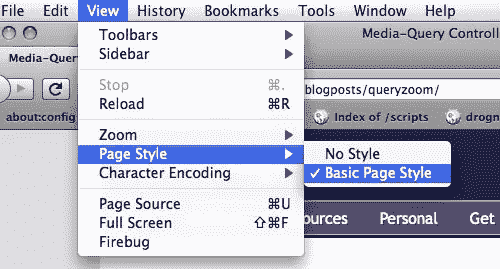 File Edit View History Bookmarks Tools Window Help
Media-Query Control
Media-Query
Toolbars
Sidebar
Stop ⌘.
Reload ⌘R
blogposts/queryzoom/
about:config
Index of /scripts
drogn
Zoom
Page Style
No Style
Character Encoding
✓ Basic Page Style
Page Source ⌘U
Full Screen ⇧⌘F
Firebug
ources Personal Get